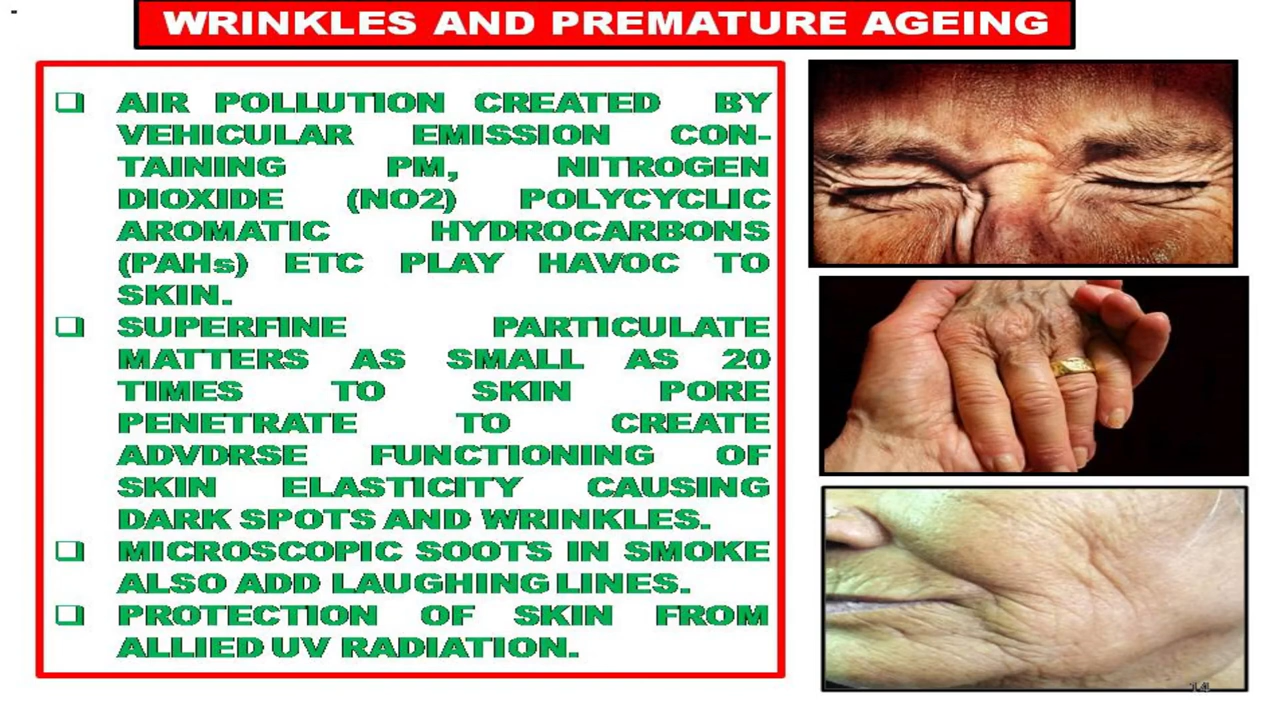 WRINKLES AND PREMATURE AGEING
❑ AIR POLLUTION CREATED BY
VEHICULAR EMISSION CON-
TAINING PM, NITROGEN
DIOXIDE (NO2) POLYCYCLIC
AROMATIC HYDROCARBONS
(PAHs) ETC PLAY HAVOC TO
SKIN.
❑ SUPERFINE PARTICULATE
MATTERS AS SMALL AS 20
TIMES TO SKIN PORE
PENETRATE TO CREATE
ADVDRSE FUNCTIONING OF
SKIN ELASTICITY CAUSING
DARK SPOTS AND WRINKLES.
❑ MICROSCOPIC SOOTS IN SMOKE
ALSO ADD LAUGHING LINES.
❑ PROTECTION OF SKIN FROM
ALLIED UV RADIATION.
14